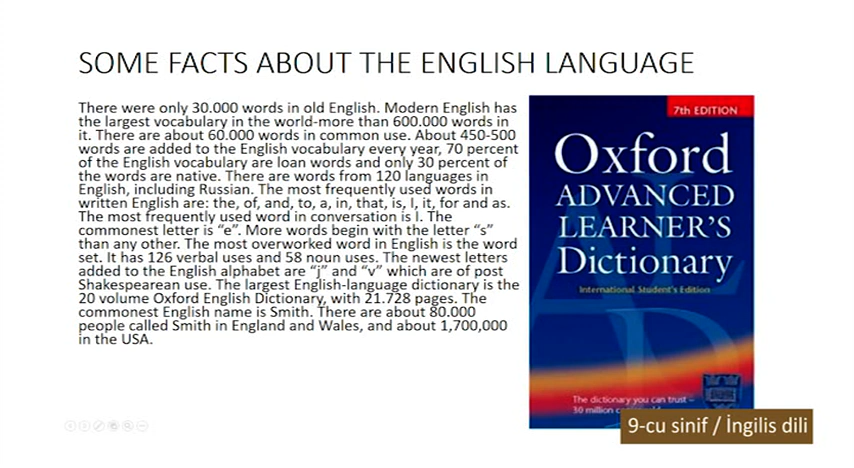 SOME FACTS ABOUT THE ENGLISH LANGUAGE
There were only 30.000 words in old English. Modern English has
the largest vocabulary in the world-more than 600.000 words in
it. There are about 60.000 words in common use. About 450-500
words are added to the English vocabulary every year, 70 percent
of the English vocabulary are loan words and only 30 percent of
the words are native. There are words from 120 languages in
English, including Russian. The most frequently used words in
written English are: the, of, and, to, a, in, that, is, I, it, for and as.
The most frequently used word in conversation is I. The
commonest letter is “e”. More words begin with the letter “s”
than any other. The most overworked word in English is the word
set. It has 126 verbal uses and 58 noun uses. The newest letters
added to the English alphabet are “j” and “v” which are of post
Shakespearean use. The largest English-language dictionary is the
20 volume Oxford English Dictionary, with 21.728 pages. The
commonest English name is Smith. There are about 80.000
people called Smith in England and Wales, and about 1,700,000
in the USA.
7th EDITION
Oxford
ADVANCED
LEARNER'S
Dictionary
International Student's Edition
The dictionary you can trust –
30 million
9-cu sinif / İngilis dili